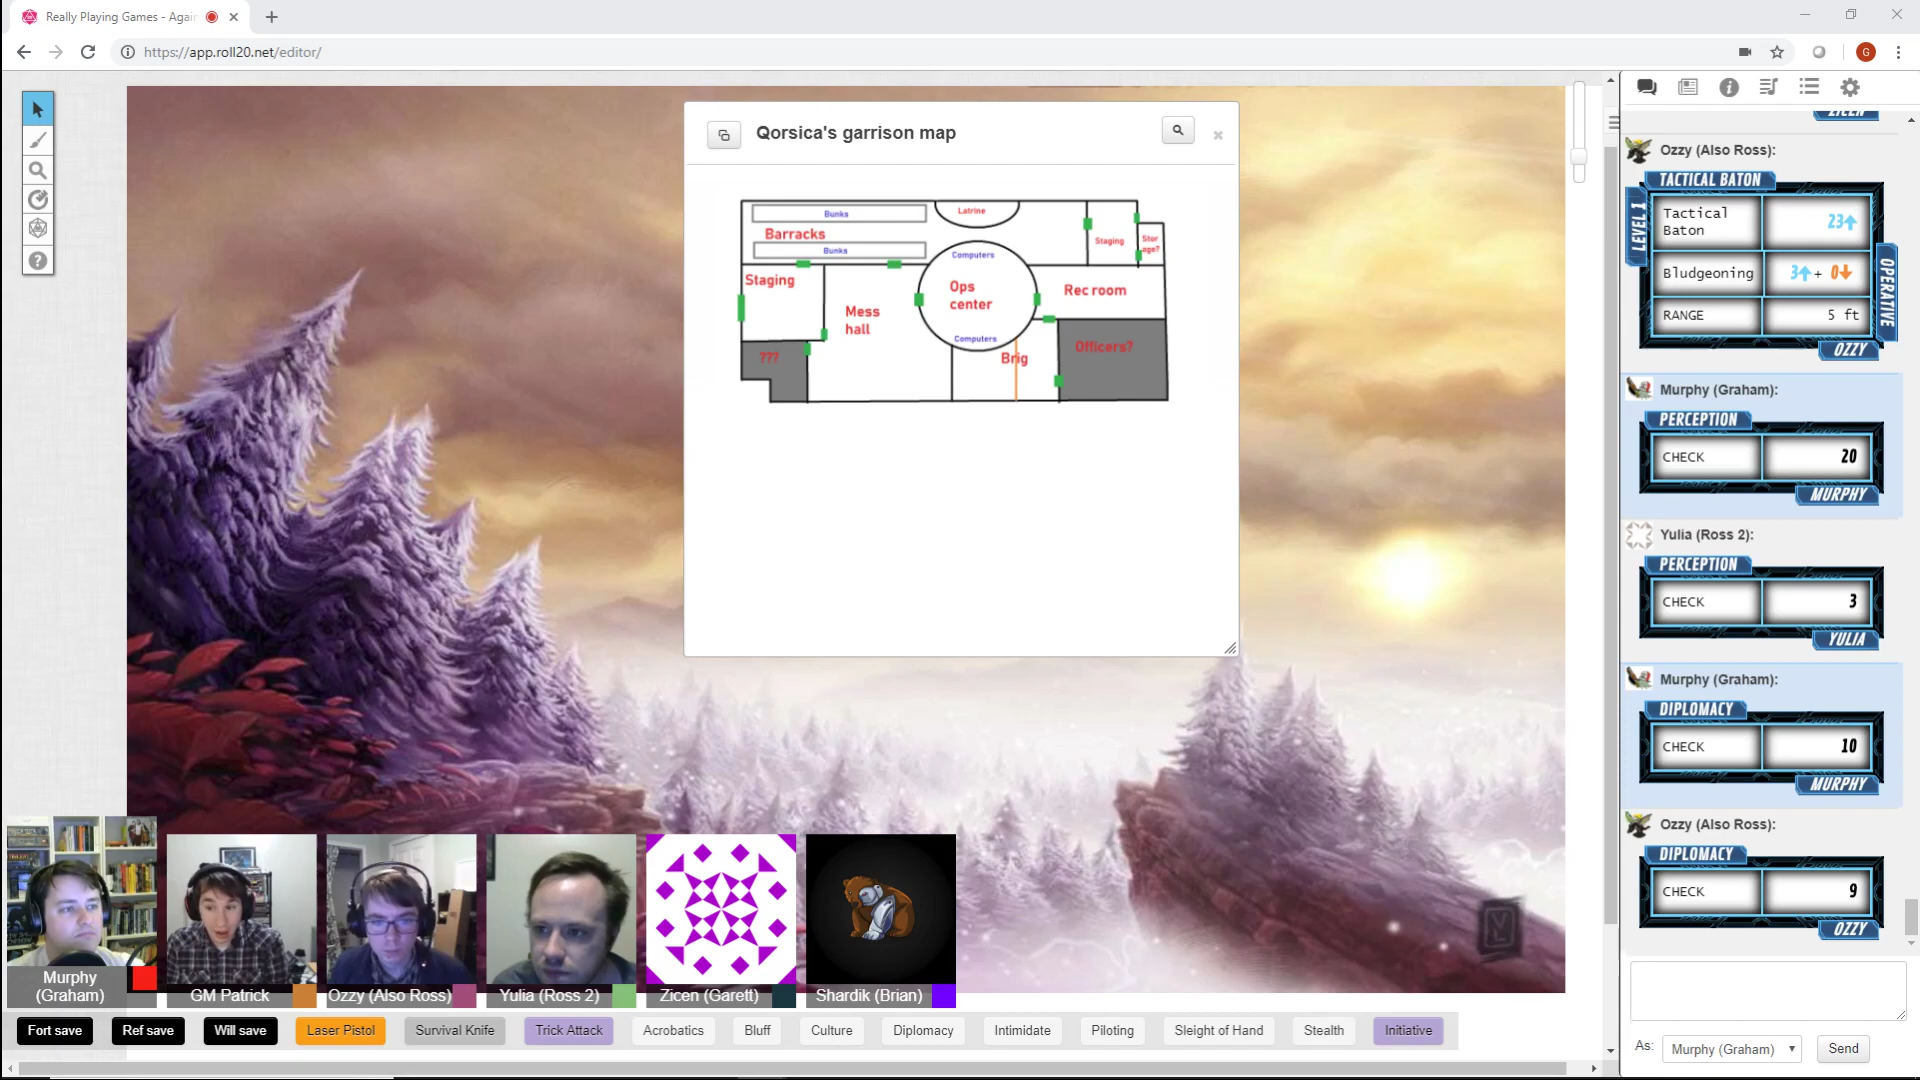 Really Playing Games - Agai
https://app.roll20.net/editor/
Qorsica's garrison map
Bunks
Latrine
Barracks
Bunks
Staging
Stor
age?
Computers
Staging
Ops
center
Rec room
Mess
hall
Computers
???
Brig
Officers?
ZICEN
Ozzy (Also Ross):
TACTICAL BATON
LEVEL 1
Tactical
Baton
23
Bludgeoning
3 + 0
RANGE
5 ft
OPERATIVE
OZZY
Murphy (Graham):
PERCEPTION
CHECK
20
MURPHY
Yulia (Ross 2):
PERCEPTION
CHECK
3
YULIA
Murphy (Graham):
DIPLOMACY
CHECK
10
MURPHY
Ozzy (Also Ross):
DIPLOMACY
CHECK
9
OZZY
Murphy
(Graham)
GM Patrick
Ozzy (Also Ross)
Yulia (Ross 2)
Zicen (Garett)
Shardik (Brian)
Fort save
Ref save
Will save
Laser Pistol
Survival Knife
Trick Attack
Acrobatics
Bluff
Culture
Diplomacy
Intimidate
Piloting
Sleight of Hand
Stealth
Initiative
As:
Murphy (Graham)
Send
G